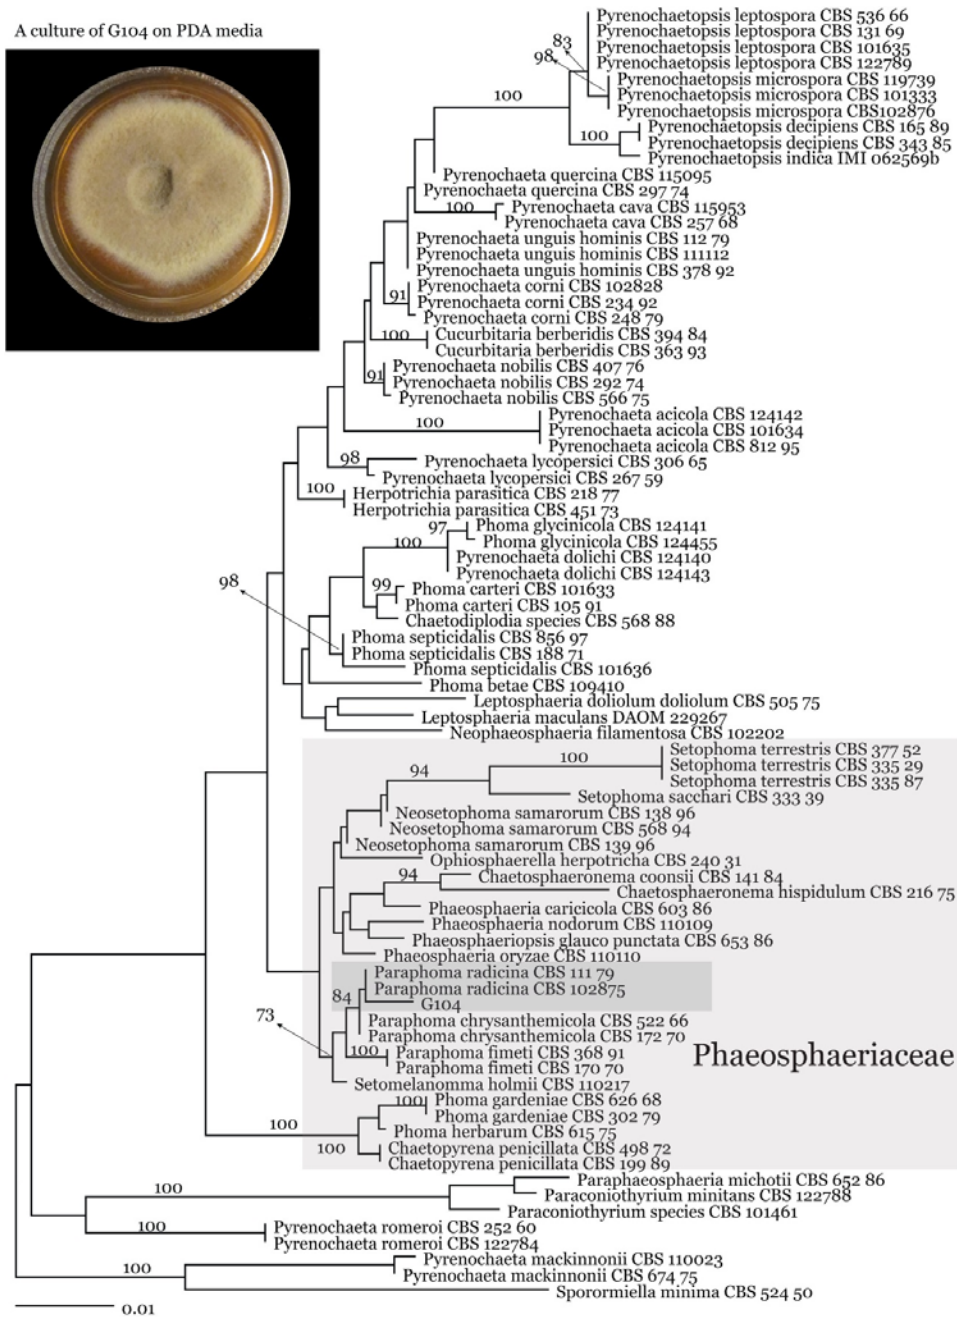 A culture of G104 on PDA media
Pyrenochaetopsis leptospora CBS 536 66
Pyrenochaetopsis leptospora CBS 131 69
Pyrenochaetopsis leptospora CBS 101635
Pyrenochaetopsis leptospora CBS 122789
83
98
Pyrenochaetopsis microspora CBS 119739
Pyrenochaetopsis microspora CBS 101333
Pyrenochaetopsis microspora CBS102876
100
Pyrenochaetopsis decipiens CBS 165 89
100
Pyrenochaetopsis decipiens CBS 343 85
Pyrenochaetopsis indica IMI 062569b
Pyrenochaeta quercina CBS 115095
Pyrenochaeta quercina CBS 297 74
100
Pyrenochaeta cava CBS 115953
Pyrenochaeta cava CBS 257 68
Pyrenochaeta unguis hominis CBS 112 79
Pyrenochaeta unguis hominis CBS 111112
Pyrenochaeta unguis hominis CBS 378 92
Pyrenochaeta corni CBS 102828
91
Pyrenochaeta corni CBS 234 92
Pyrenochaeta corni CBS 248 79
100
Cucurbitaria berberidis CBS 394 84
Cucurbitaria berberidis CBS 363 93
Pyrenochaeta nobilis CBS 407 76
91
Pyrenochaeta nobilis CBS 292 74
Pyrenochaeta nobilis CBS 566 75
Pyrenochaeta acicola CBS 124142
100
Pyrenochaeta acicola CBS 101634
Pyrenochaeta acicola CBS 812 95
98
Pyrenochaeta lycopersici CBS 306 65
Pyrenochaeta lycopersici CBS 267 59
100
Herpotrichia parasitica CBS 218 77
Herpotrichia parasitica CBS 451 73
97
Phoma glycinicola CBS 124141
100
Phoma glycinicola CBS 124455
Pyrenochaeta dolichi CBS 124140
Pyrenochaeta dolichi CBS 124143
98
99
Phoma carteri CBS 101633
Phoma carteri CBS 105 91
Chaetodiplodia species CBS 568 88
Phoma septicidalis CBS 856 97
Phoma septicidalis CBS 188 71
Phoma septicidalis CBS 101636
Phoma betae CBS 109410
Leptosphaeria doliolum doliolum CBS 505 75
Leptosphaeria maculans DAOM 229267
Neophaeosphaeria filamentosa CBS 102202
Setophoma terrestris CBS 377 52
100
Setophoma terrestris CBS 335 29
94
Setophoma terrestris CBS 335 87
Setophoma sacchari CBS 333 39
Neosetophoma samarorum CBS 138 96
Neosetophoma samarorum CBS 568 94
Neosetophoma samarorum CBS 139 96
Ophiosphaerella herpotricha CBS 240 31
94
Chaetosphaeronema coonsii CBS 141 84
Chaetosphaeronema hispidulum CBS 216 75
Phaeosphaeria caricicola CBS 603 86
Phaeosphaeria nodorum CBS 110109
Phaeosphaeriopsis glauco punctata CBS 653 86
Phaeosphaeria oryzae CBS 110110
Paraphoma radicina CBS 111 79
Paraphoma radicina CBS 102875
84
G104
73
Paraphoma chrysanthemicola CBS 522 66
Paraphoma chrysanthemicola CBS 172 70
100
Paraphoma fimeti CBS 368 91
Paraphoma fimeti CBS 170 70
Phaeosphaeriaceae
Setomelanomma holmii CBS 110217
100
Phoma gardeniae CBS 626 68
Phoma gardeniae CBS 302 79
100
Phoma herbarum CBS 615 75
100
Chaetopyrena penicillata CBS 498 72
Chaetopyrena penicillata CBS 199 89
Paraphaeosphaeria michotii CBS 652 86
100
Paraconiothyrium minitans CBS 122788
Paraconiothyrium species CBS 101461
100
Pyrenochaeta romeroi CBS 252 60
Pyrenochaeta romeroi CBS 122784
Pyrenochaeta mackinnonii CBS 110023
100
Pyrenochaeta mackinnonii CBS 674 75
Sporormiella minima CBS 524 50
0.01